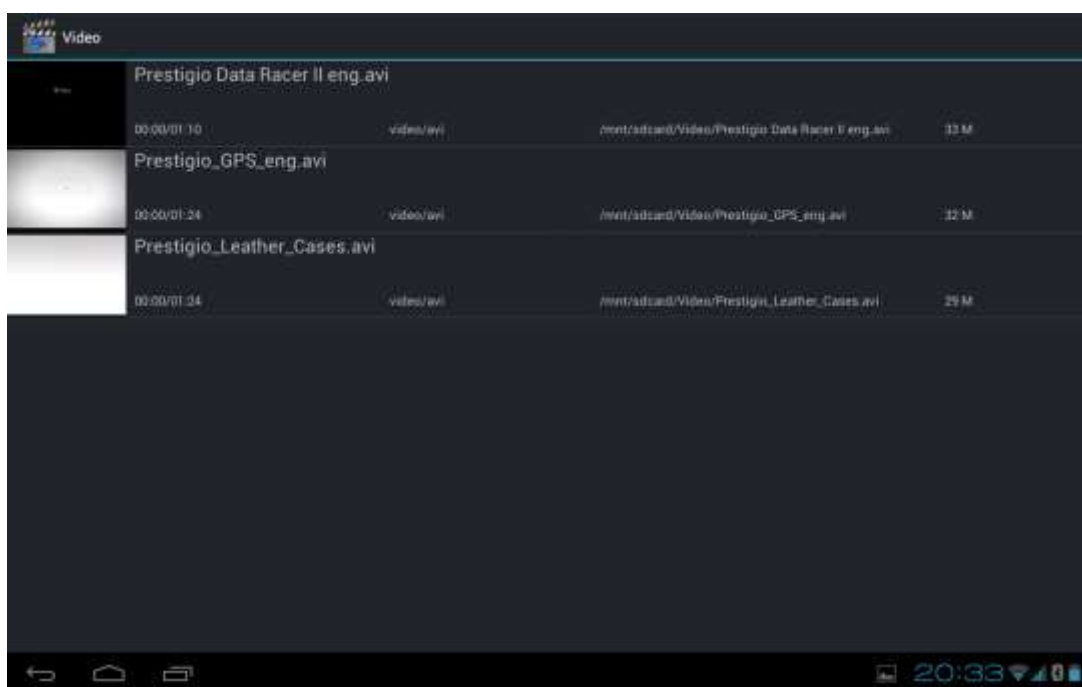 Video
Prestigio Data Racer II eng.avi
00:00/01:10 video/avi /mnt/sdcard/Video/Prestigio Data Racer II eng.avi 33 M
Prestigio_GPS_eng.avi
00:00/01:24 video/avi /mnt/sdcard/Video/Prestigio_GPS_eng.avi 32 M
Prestigio_Leather_Cases.avi
00:00/01:24 video/avi /mnt/sdcard/Video/Prestigio_Leather_Cases.avi 29 M
20:33